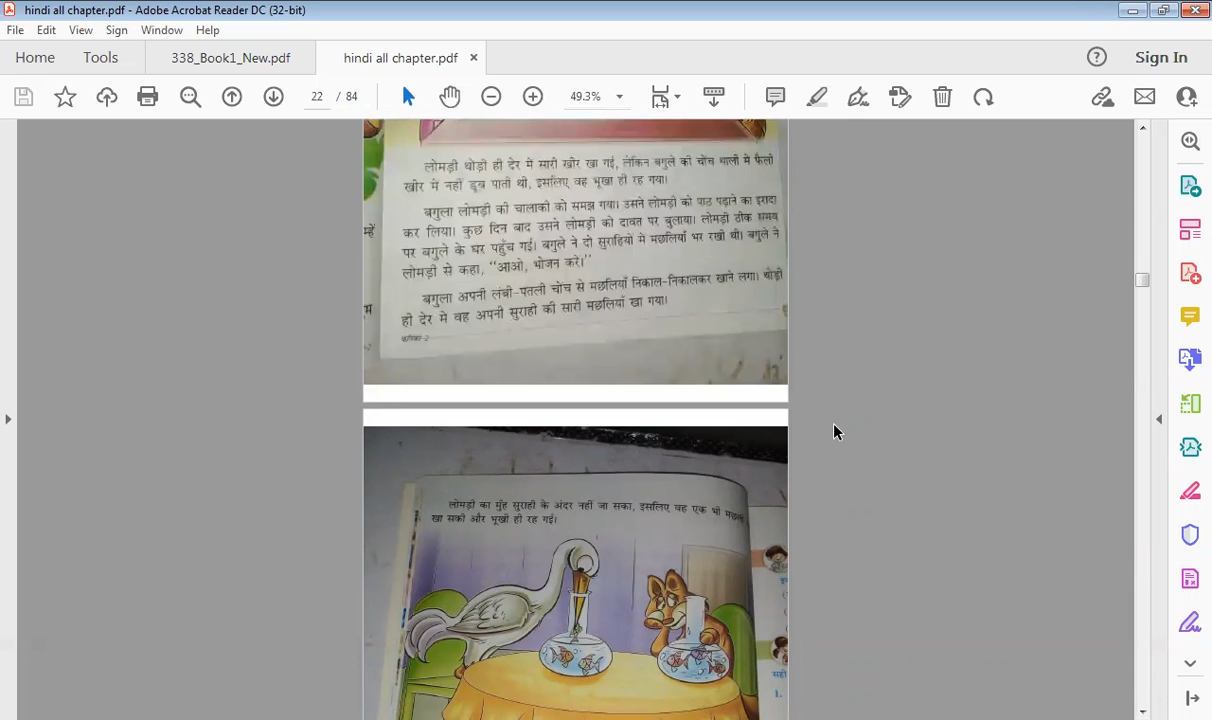 hindi all chapter.pdf - Adobe Acrobat Reader DC (32-bit)
File Edit View Sign Window Help
Home Tools 338_Book1_New.pdf hindi all chapter.pdf × Sign In
22 / 84 49.3%
लोमड़ी थोड़ी ही देर में सारी खीर खा गई, लेकिन बगुले की चोंच थाली में फैली
खीर में नहीं डूब पाती थी, इसलिए वह भूखा ही रह गया।
बगुला लोमड़ी की चालाकी को समझ गया। उसने लोमड़ी को पाठ पढ़ाने का इरादा
कर लिया। कुछ दिन बाद उसने लोमड़ी को दावत पर बुलाया। लोमड़ी ठीक समय
म्हें
पर बगुले के घर पहुँच गई। बगुले ने दो सुराहियों में मछलियाँ भर रखी थी। बगुले ने
लोमड़ी से कहा, “आओ, भोजन करें।”
बगुला अपनी लंबी-पतली चोंच से मछलियाँ निकाल-निकालकर खाने लगा। थोड़ी
ही देर में वह अपनी सुराही की सारी मछलियाँ खा गया।
लोमड़ी का मुँह सुराही के अंदर नहीं जा सका, इसलिए वह एक भी मछली
खा सकी और भूखी ही रह गई।
सही
1.